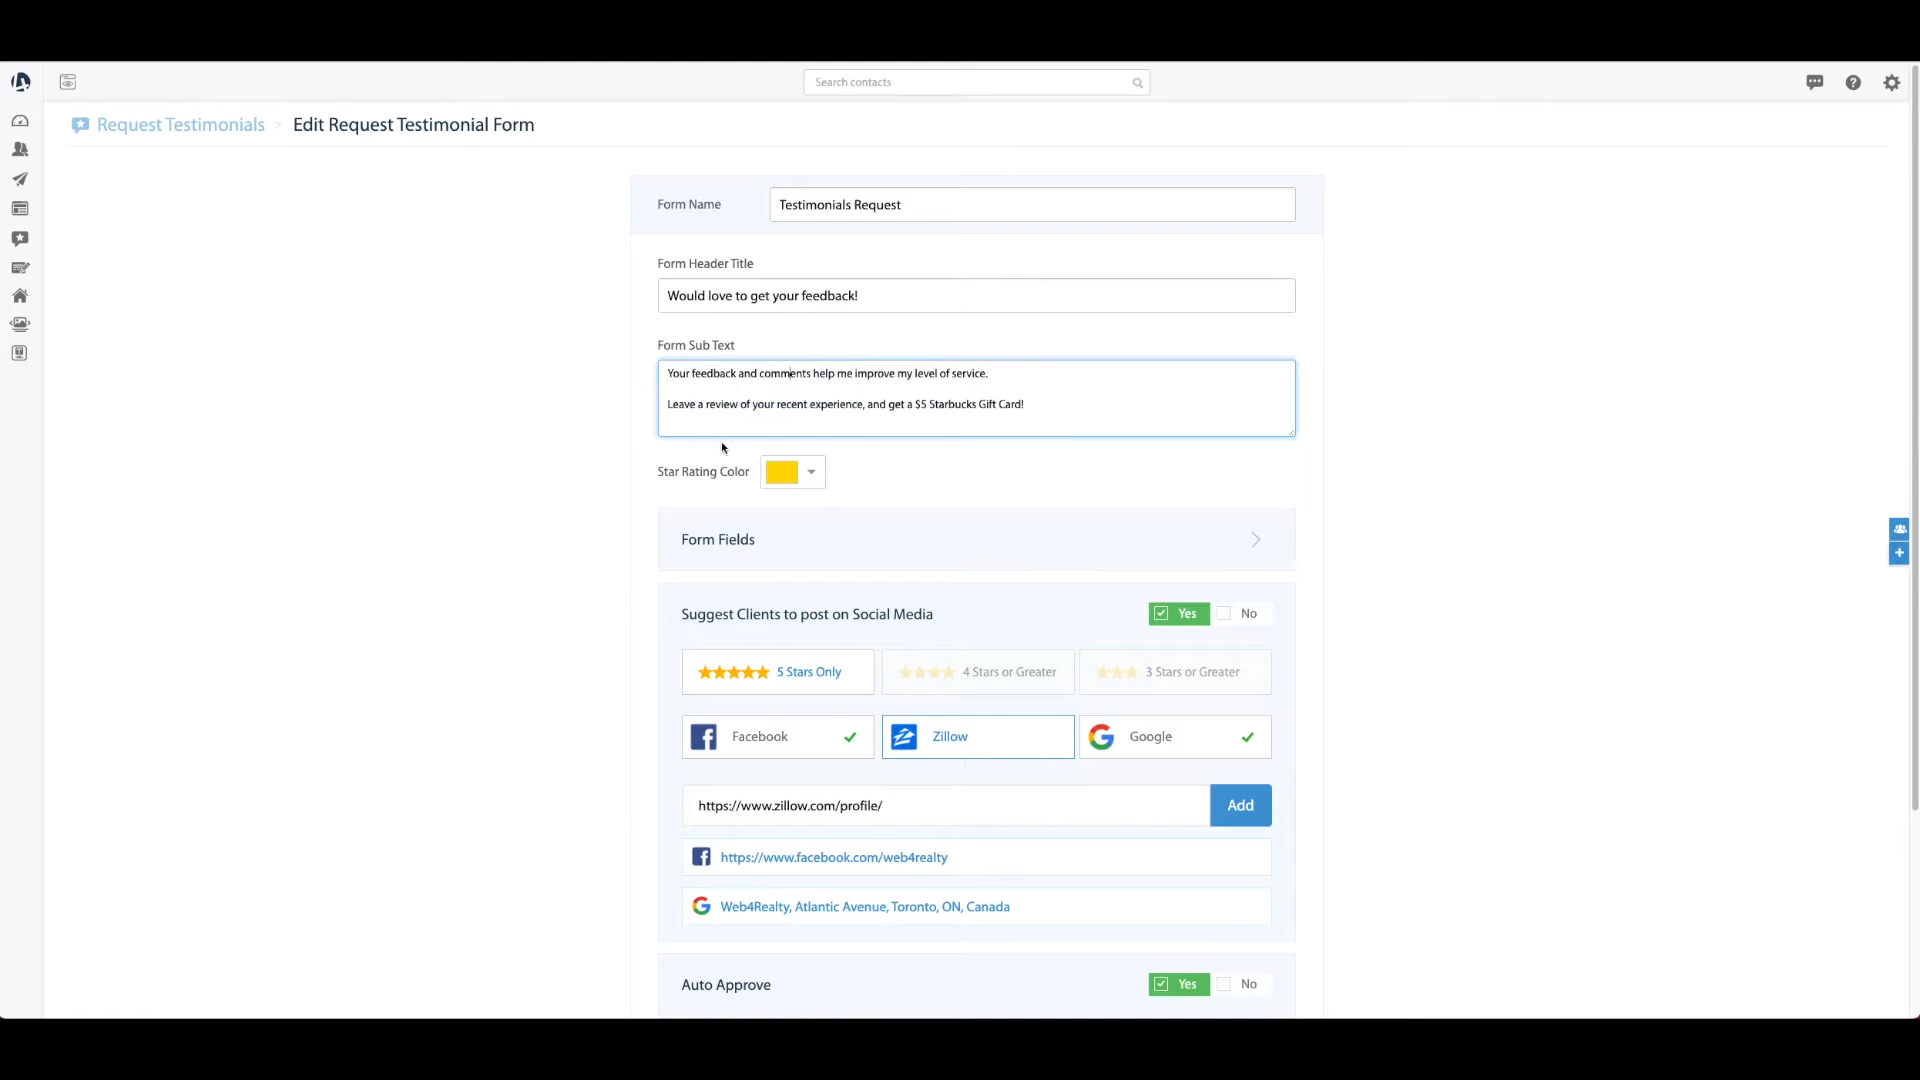 Search contacts
Request Testimonials > Edit Request Testimonial Form
Form Name
Testimonials Request
Form Header Title
Would love to get your feedback!
Form Sub Text
Your feedback and comments help me improve my level of service.
Leave a review of your recent experience, and get a $5 Starbucks Gift Card!
Star Rating Color
Form Fields
Suggest Clients to post on Social Media
Yes No
5 Stars Only 4 Stars or Greater 3 Stars or Greater
Facebook Zillow Google
https://www.zillow.com/profile/ Add
https://www.facebook.com/web4realty
Web4Realty, Atlantic Avenue, Toronto, ON, Canada
Auto Approve Yes No